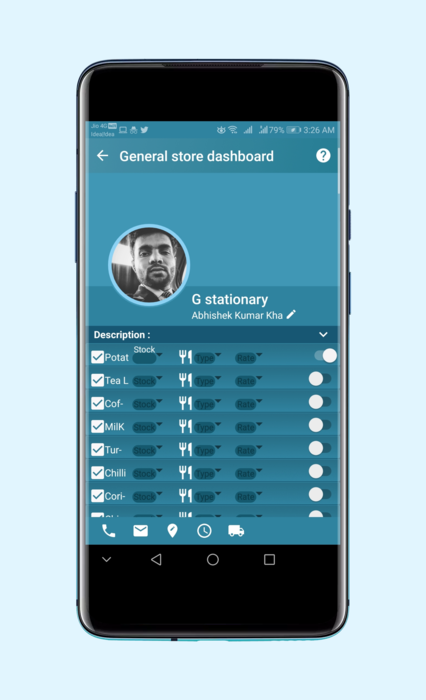 Jio 4G 79% 3:26 AM
Idea/Idea
General store dashboard
G stationary
Abhishek Kumar Kha
Description :
Stock
Potat Type Rate
Tea L Stock Type Rate
Cof- Stock Type Rate
MilK Stock Type Rate
Tur- Stock Type Rate
Chilli Stock Type Rate
Cori- Stock Type Rate